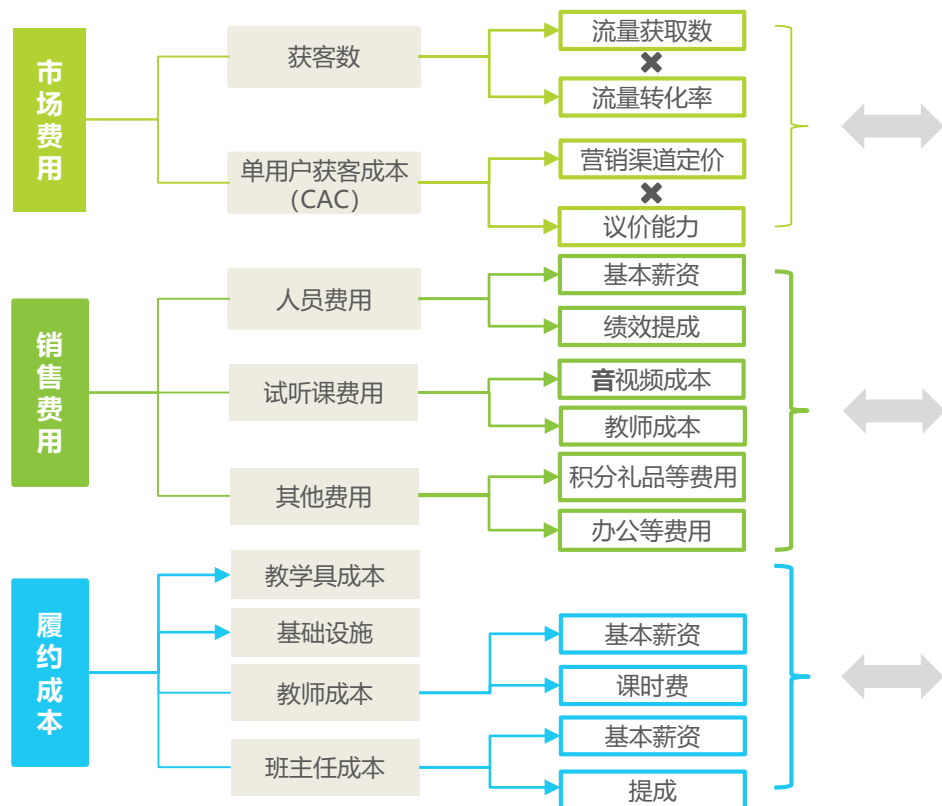 市场费用
获客数
流量获取数
×
流量转化率
单用户获客成本
（CAC）
营销渠道定价
×
议价能力
销售费用
人员费用
基本薪资
绩效提成
试听课费用
音视频成本
教师成本
其他费用
积分礼品等费用
办公等费用
履约成本
教学具成本
基础设施
教师成本
基本薪资
课时费
班主任成本
基本薪资
提成